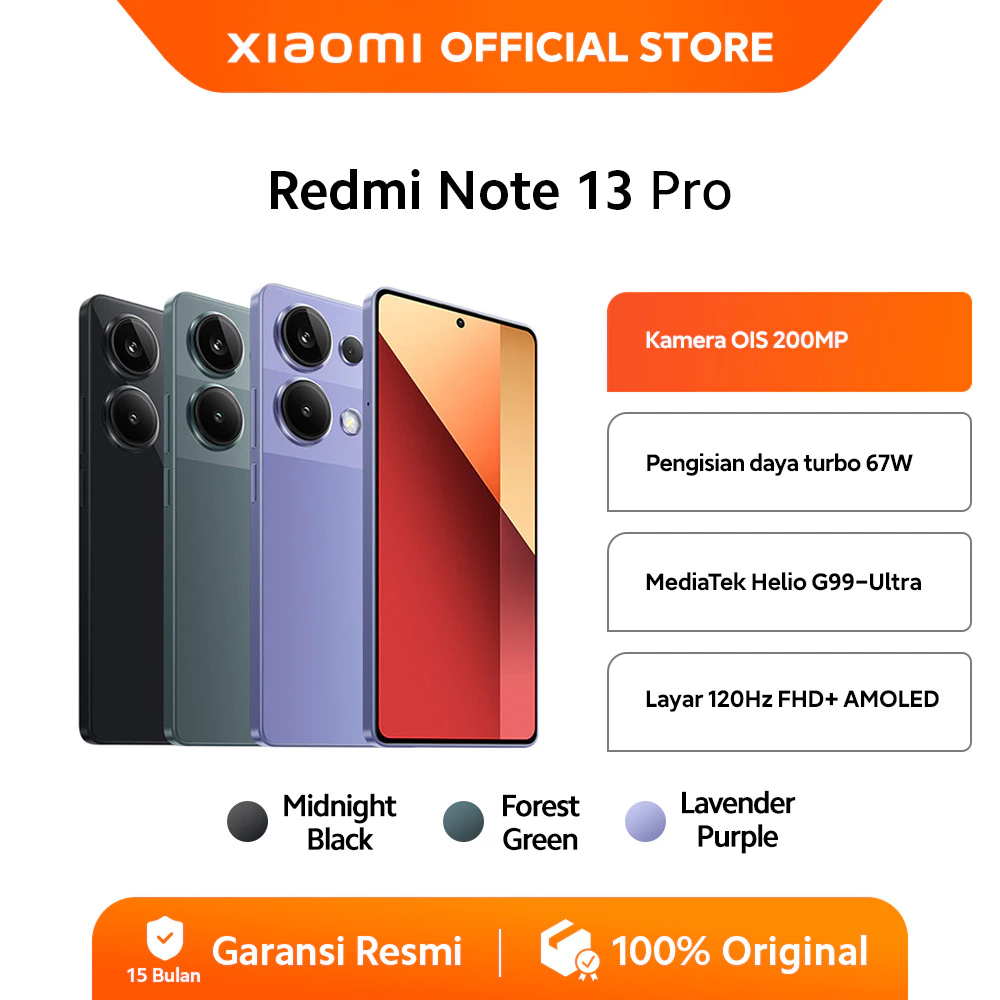 xiaomi OFFICIAL STORE
Redmi Note 13 Pro
Kamera OIS 200MP
Pengisian daya turbo 67W
MediaTek Helio G99-Ultra
Layar 120Hz FHD+ AMOLED
Midnight
Black
Forest
Green
Lavender
Purple
15 Bulan
Garansi Resmi
100% Original